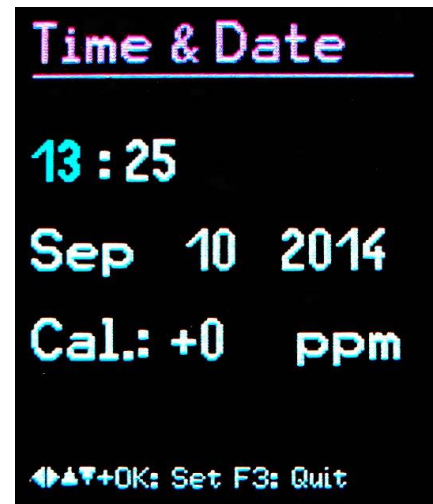 Time & Date
13:25
Sep 10 2014
Cal.: +0 ppm
◀▶▲▼+OK: Set F3: Quit